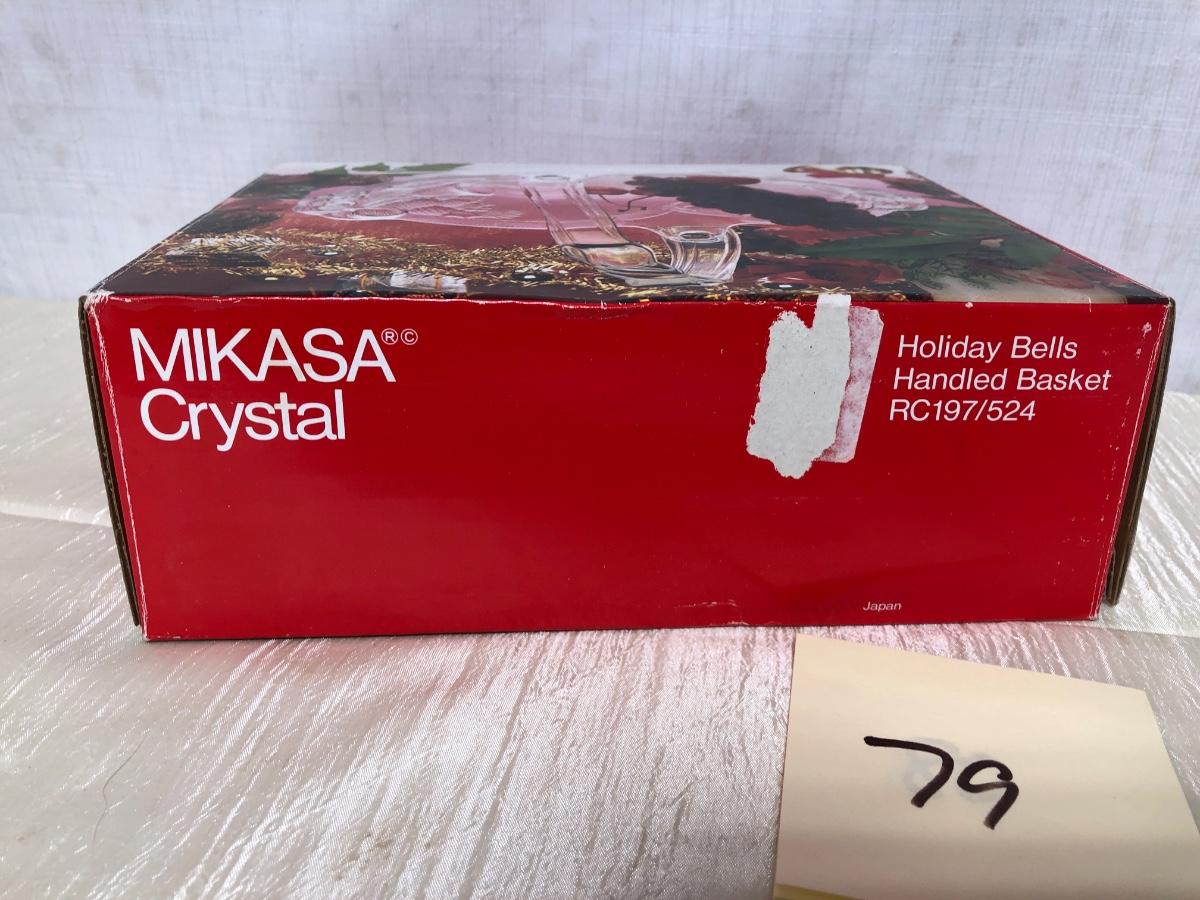 MIKASA®©
Crystal
Holiday Bells
Handled Basket
RC197/524
Japan
79